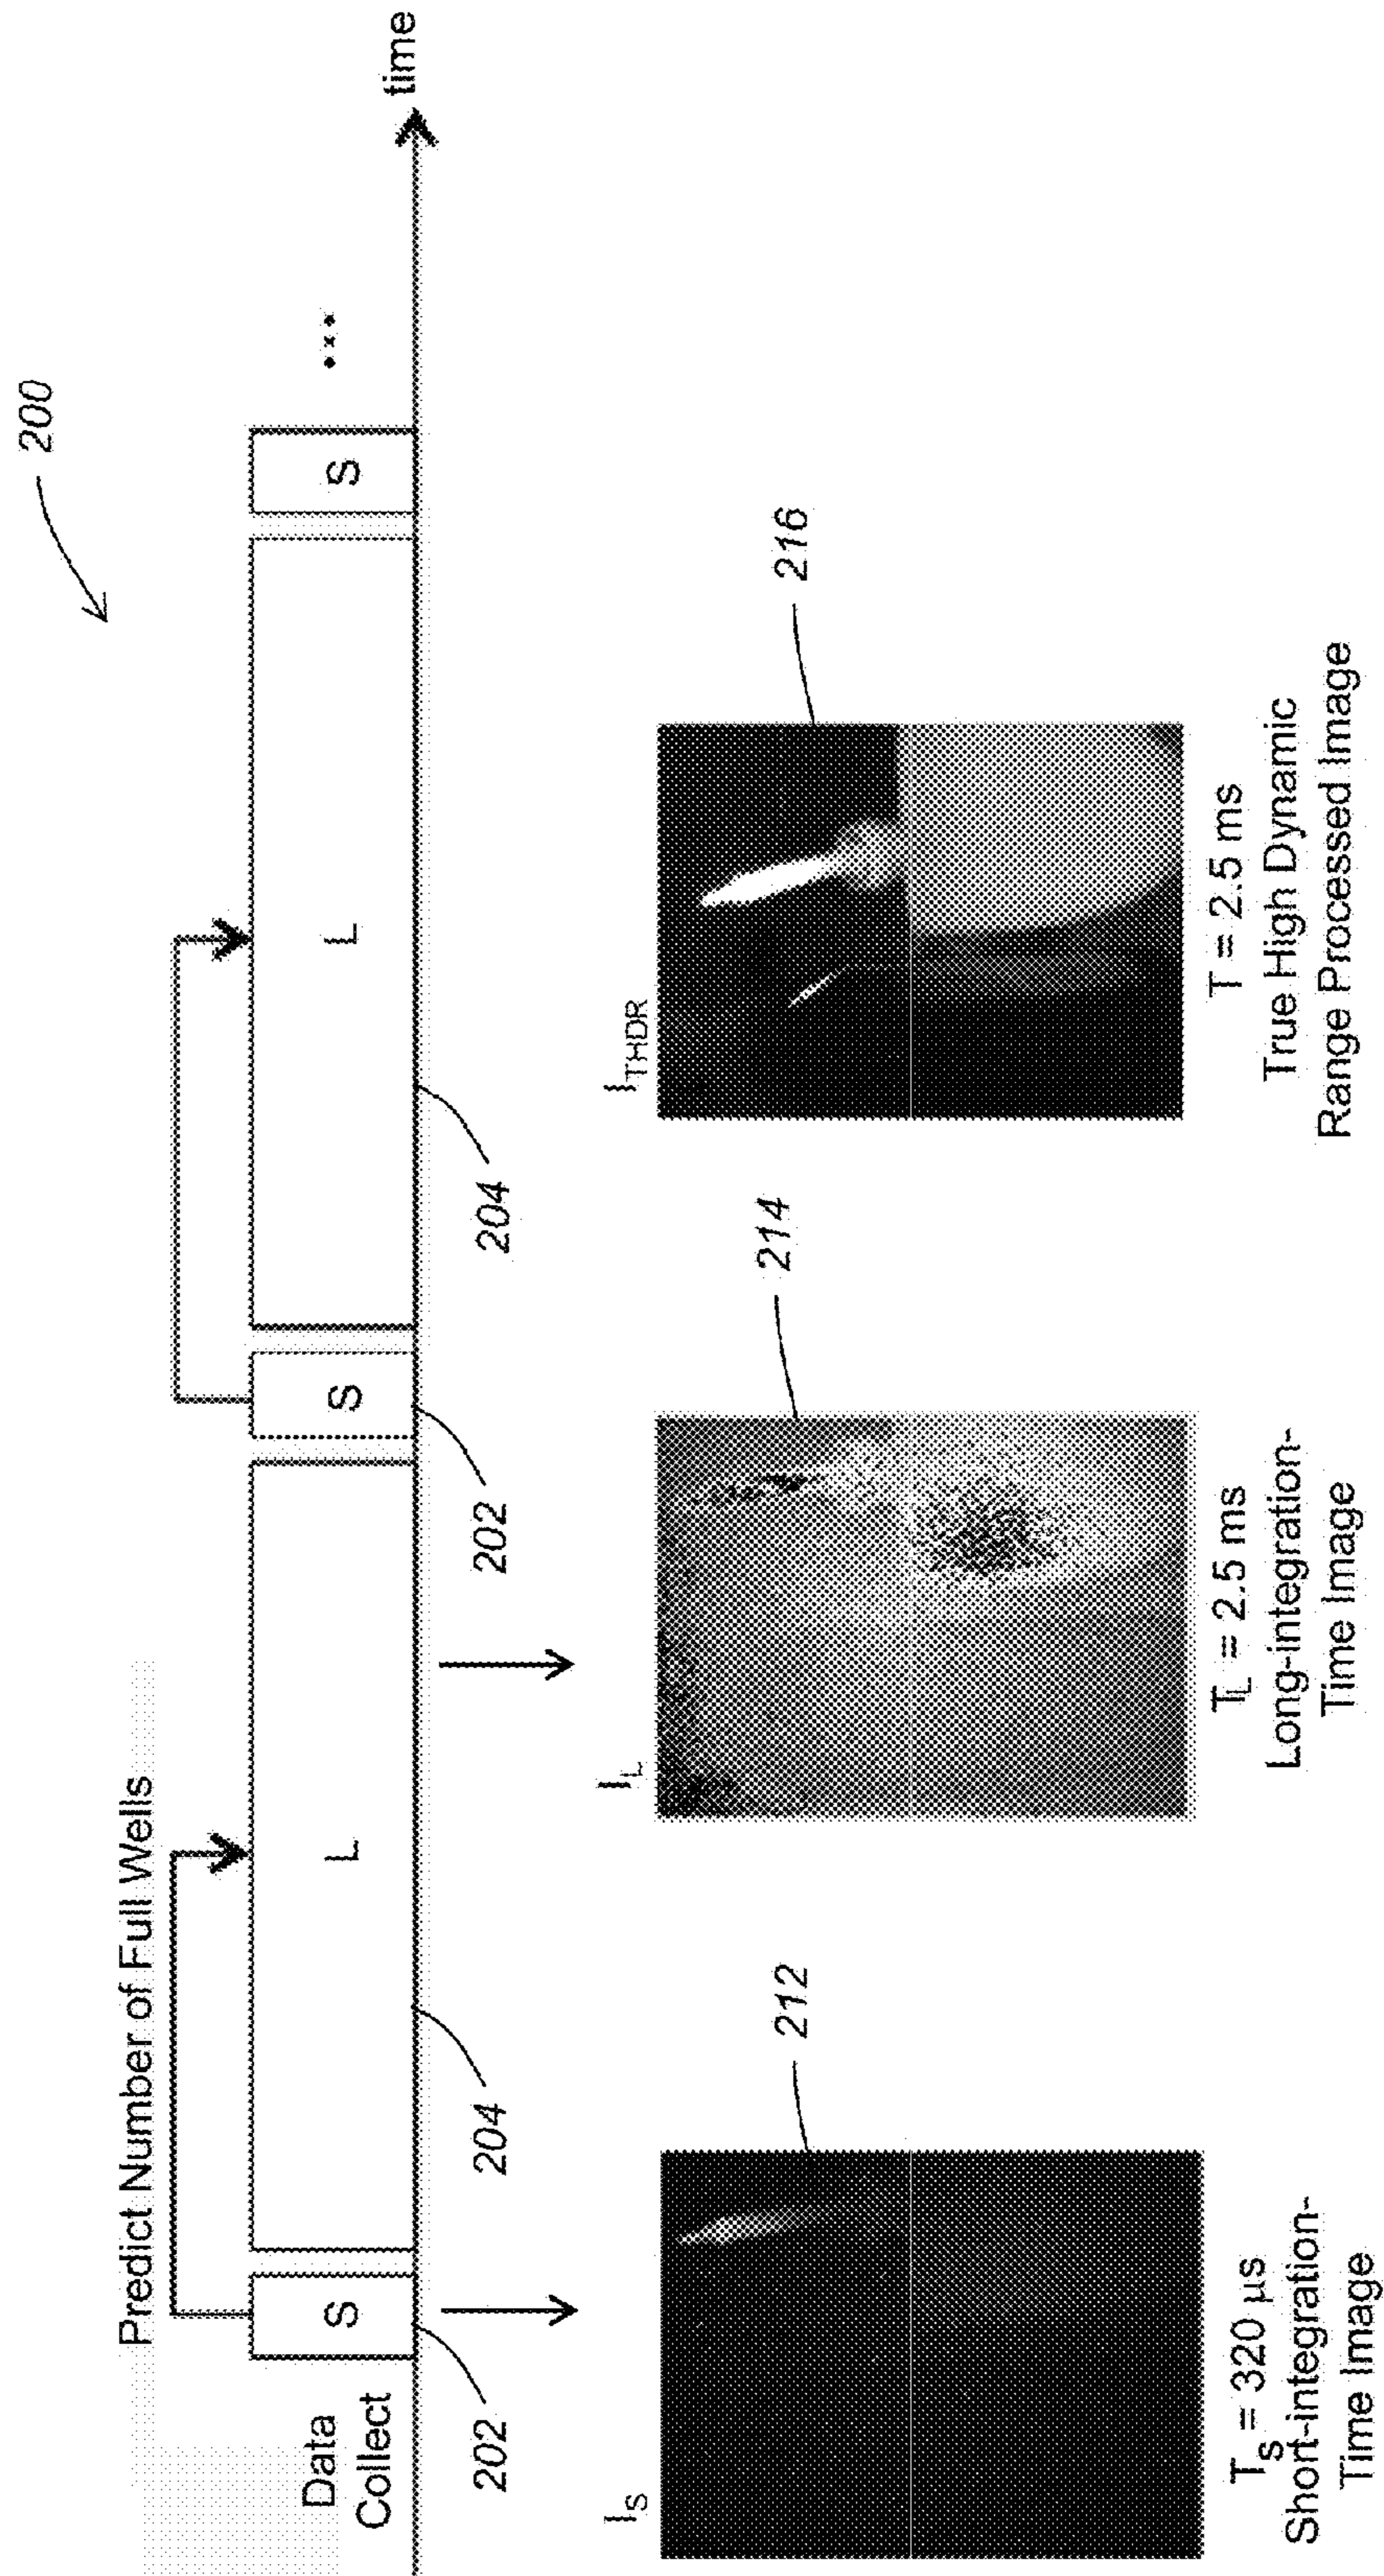 200
Predict Number of Full Wells
Data
Collect
S
L
S
L
S
...
time
202
204
202
204
I_S
212
T_S = 320 μs
Short-integration-
Time Image
I_L
214
T_L = 2.5 ms
Long-integration-
Time Image
I_THDR
216
T = 2.5 ms
True High Dynamic
Range Processed Image